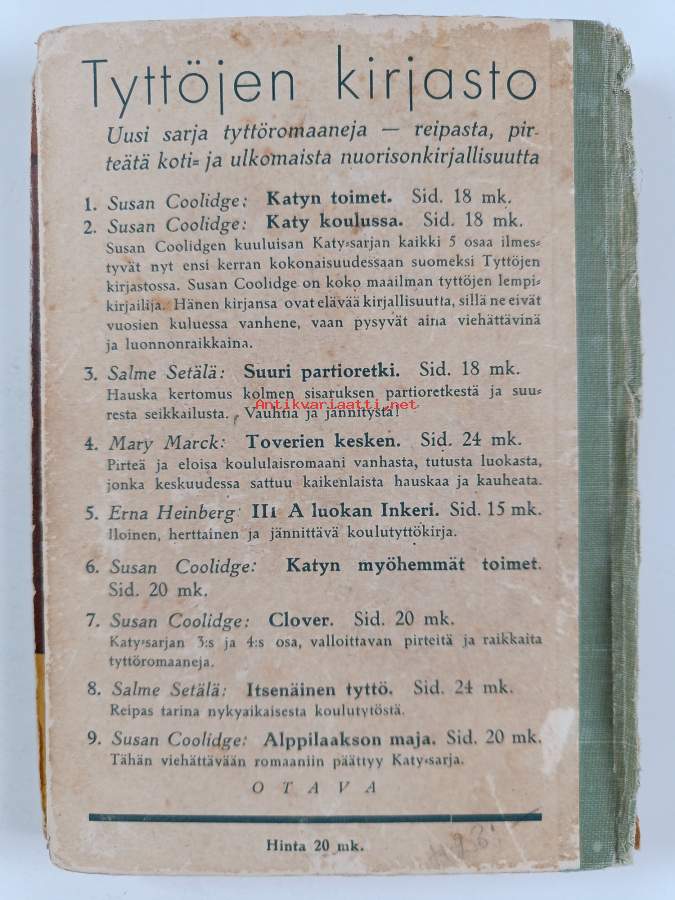 Tyttöjen kirjasto
Uusi sarja tyttöromaaneja — reipasta, pir-
teätä koti- ja ulkomaista nuorisonkirjallisuutta
1. Susan Coolidge: Katyn toimet. Sid. 18 mk.
2. Susan Coolidge: Katy koulussa. Sid. 18 mk.
Susan Coolidgen kuuluisan Katy-sarjan kaikki 5 osaa ilmes-
tyvät nyt ensi kerran kokonaisuudessaan suomeksi Tyttöjen
kirjastossa. Susan Coolidge on koko maailman tyttöjen lempi-
kirjailija. Hänen kirjansa ovat elävää kirjallisuutta, sillä ne eivät
vuosien kuluessa vanhene, vaan pysyvät aina viehättävinä
ja luonnonraikkaina.
3. Salme Setälä: Suuri partioretki. Sid. 18 mk.
Hauska kertomus kolmen sisaruksen partioretkestä ja suu-
resta seikkailusta. Vauhtia ja jännitystä!
Antikvariaatti.net
4. Mary Marck: Toverien kesken. Sid. 24 mk.
Pirteä ja eloisa koululaisromaani vanhasta, tutusta luokasta,
jonka keskuudessa sattuu kaikenlaista hauskaa ja kauheata.
5. Erna Heinberg: III A luokan Inkeri. Sid. 15 mk.
Iloinen, herttainen ja jännittävä koulutyttökirja.
6. Susan Coolidge: Katyn myöhemmät toimet.
Sid. 20 mk.
7. Susan Coolidge: Clover. Sid. 20 mk.
Katy-sarjan 3:s ja 4:s osa, valloittavan pirteitä ja raikkaita
tyttöromaaneja.
8. Salme Setälä: Itsenäinen tyttö. Sid. 24 mk.
Reipas tarina nykyaikaisesta koulutytöstä.
9. Susan Coolidge: Alppilaakson maja. Sid. 20 mk.
Tähän viehättävään romaaniin päättyy Katy-sarja.
OTAVA
Hinta 20 mk.